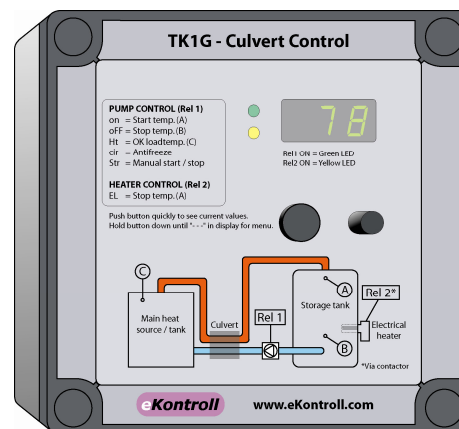 TK1G - Culvert Control
78
PUMP CONTROL (Rel 1)
on = Start temp. (A)
oFF = Stop temp. (B)
Ht = OK loadtemp. (C)
cir = Antifreeze
Str = Manual start / stop
HEATER CONTROL (Rel 2)
EL = Stop temp. (A)
Rel1 ON = Green LED
Rel2 ON = Yellow LED
Push button quickly to see current values.
Hold button down until "- - -" in display for menu.
C
Main heat
source / tank
Culvert
Rel 1
Storage tank
A
B
Rel 2*
Electrical
heater
*Via contactor
eKontroll
www.eKontroll.com